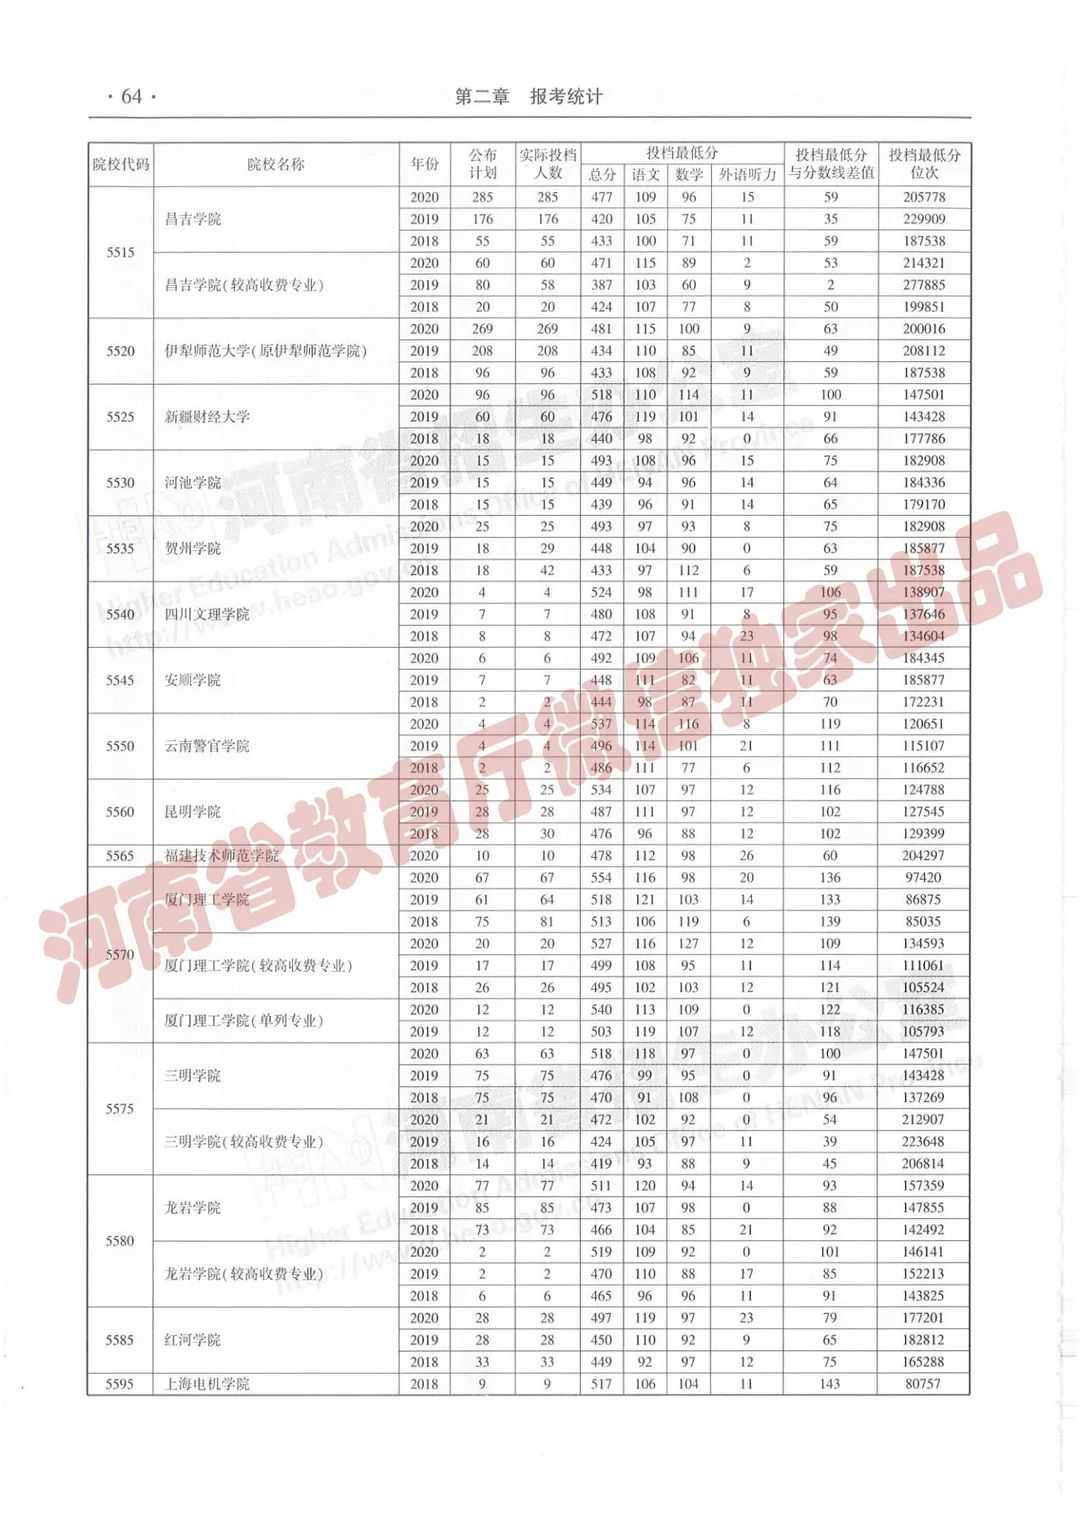 · 64 ·
第二章 报考统计
院校代码 院校名称 年份 公布计划 实际投档人数 投档最低分 投档最低分与分数线差值 投档最低分位次
总分 语文 数学 外语听力
5515 昌吉学院 2020 285 285 477 109 96 15 59 205778
2019 176 176 420 105 75 11 35 229909
2018 55 55 433 100 71 11 59 187538
昌吉学院(较高收费专业) 2020 60 60 471 115 89 2 53 214321
2019 80 58 387 103 60 9 2 277885
2018 20 20 424 107 77 8 50 199851
5520 伊犁师范大学(原伊犁师范学院) 2020 269 269 481 115 100 9 63 200016
2019 208 208 434 110 85 11 49 208112
2018 96 96 433 108 92 9 59 187538
5525 新疆财经大学 2020 96 96 518 110 114 11 100 147501
2019 60 60 476 119 101 14 91 143428
2018 18 18 440 98 92 0 66 177786
5530 河池学院 2020 15 15 493 108 96 15 75 182908
2019 15 15 449 94 96 14 64 184336
2018 15 15 439 96 91 14 65 179170
5535 贺州学院 2020 25 25 493 97 93 8 75 182908
2019 18 29 448 104 90 0 63 185877
2018 18 42 433 97 112 6 59 187538
5540 四川文理学院 2020 4 4 524 98 111 17 106 138907
2019 7 7 480 108 91 8 95 137646
2018 8 8 472 107 94 23 98 134604
5545 安顺学院 2020 6 6 492 109 106 11 74 184345
2019 7 7 448 111 82 11 63 185877
2018 2 2 444 98 87 11 70 172231
5550 云南警官学院 2020 4 4 537 114 116 8 119 120651
2019 4 4 496 114 101 21 111 115107
2018 2 2 486 111 77 6 112 116652
5560 昆明学院 2020 25 25 534 107 97 12 116 124788
2019 28 28 487 111 97 12 102 127545
2018 28 30 476 96 88 12 102 129399
5565 福建技术师范学院 2020 10 10 478 112 98 26 60 204297
5570 厦门理工学院 2020 67 67 554 116 98 20 136 97420
2019 61 64 518 121 103 14 133 86875
2018 75 81 513 106 119 6 139 85035
厦门理工学院(较高收费专业) 2020 20 20 527 116 127 12 109 134593
2019 17 17 499 108 95 11 114 111061
2018 26 26 495 102 103 12 121 105524
厦门理工学院(单列专业) 2020 12 12 540 113 109 0 122 116385
2019 12 12 503 119 107 12 118 105793
5575 三明学院 2020 63 63 518 118 97 0 100 147501
2019 75 75 476 99 95 0 91 143428
2018 75 75 470 91 108 0 96 137269
三明学院(较高收费专业) 2020 21 21 472 102 92 0 54 212907
2019 16 16 424 105 97 11 39 223648
2018 14 14 419 93 88 9 45 206814
5580 龙岩学院 2020 77 77 511 120 94 14 93 157359
2019 85 85 473 107 98 0 88 147855
2018 73 73 466 104 85 21 92 142492
龙岩学院(较高收费专业) 2020 2 2 519 109 92 0 101 146141
2019 2 2 470 110 88 17 85 152213
2018 6 6 465 96 96 11 91 143825
5585 红河学院 2020 28 28 497 119 97 23 79 177201
2019 28 28 450 110 92 9 65 182812
2018 33 33 449 92 97 12 75 165288
5595 上海电机学院 2018 9 9 517 106 104 11 143 80757
河南省教育厅微信独家出品
河南省招生办公室
HEAO
Higher Education Admissions Office of HENAN Province
http://www.heao.gov.cn
河南省招生办公室
HEAO
Higher Education Admissions Office of HENAN Province
http://www.heao.gov.cn